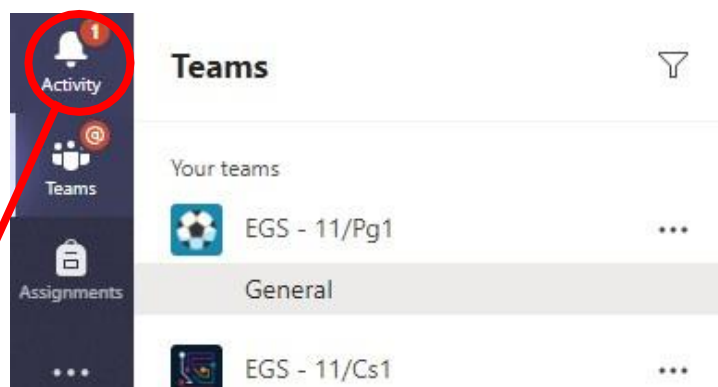 1
Activity
@
Teams
Assignments
Teams
Your teams
EGS - 11/Pg1
General
EGS - 11/Cs1